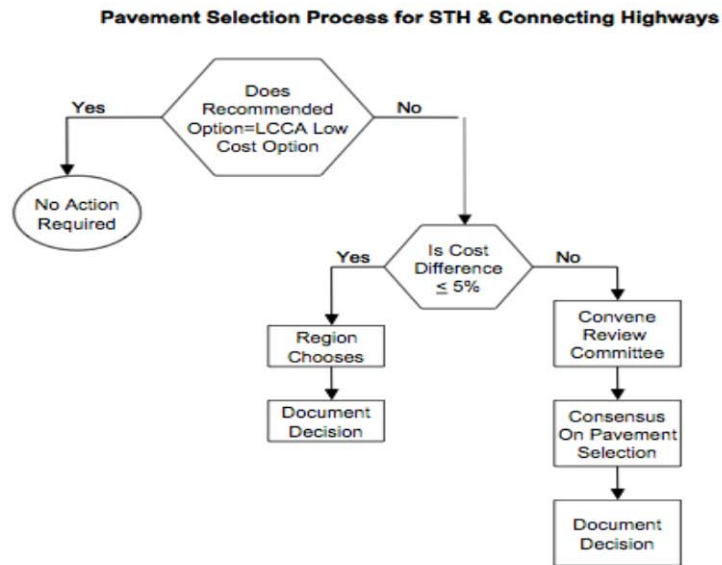 Pavement Selection Process for STH & Connecting Highways
Does
Recommended
Option=LCCA Low
Cost Option
Yes
No
No Action
Required
Is Cost
Difference
≤ 5%
Yes
No
Region
Chooses
Document
Decision
Convene
Review
Committee
Consensus
On Pavement
Selection
Document
Decision